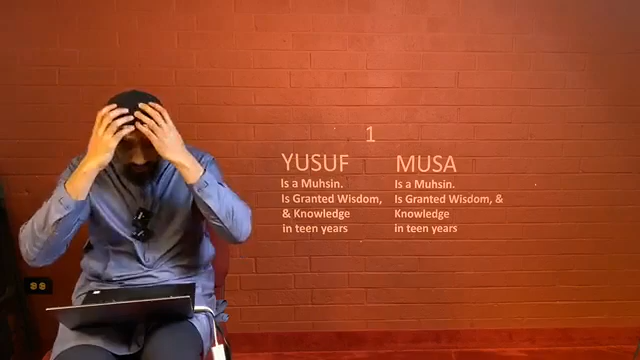 1
YUSUF MUSA
Is a Muhsin. Is a Muhsin.
Is Granted Wisdom, Is Granted Wisdom, &
& Knowledge Knowledge
in teen years in teen years